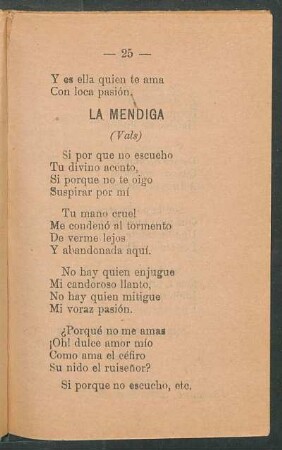 — 25 —
Y es ella quien te ama
Con loca pasión.
LA MENDIGA
(Vals)
Si por que no escucho
Tu divino acento,
Si porque no te oigo
Suspirar por mí
Tu mano cruel
Me condenó al tormento
De verme lejos
Y abandonada aquí.
No hay quien enjugue
Mi candoroso llanto,
No hay quien mitigue
Mi voraz pasión.
¿Porqué no me amas
¡Oh! dulce amor mío
Como ama el céfiro
Su nido el ruiseñor?
Si porque no escucho, etc.